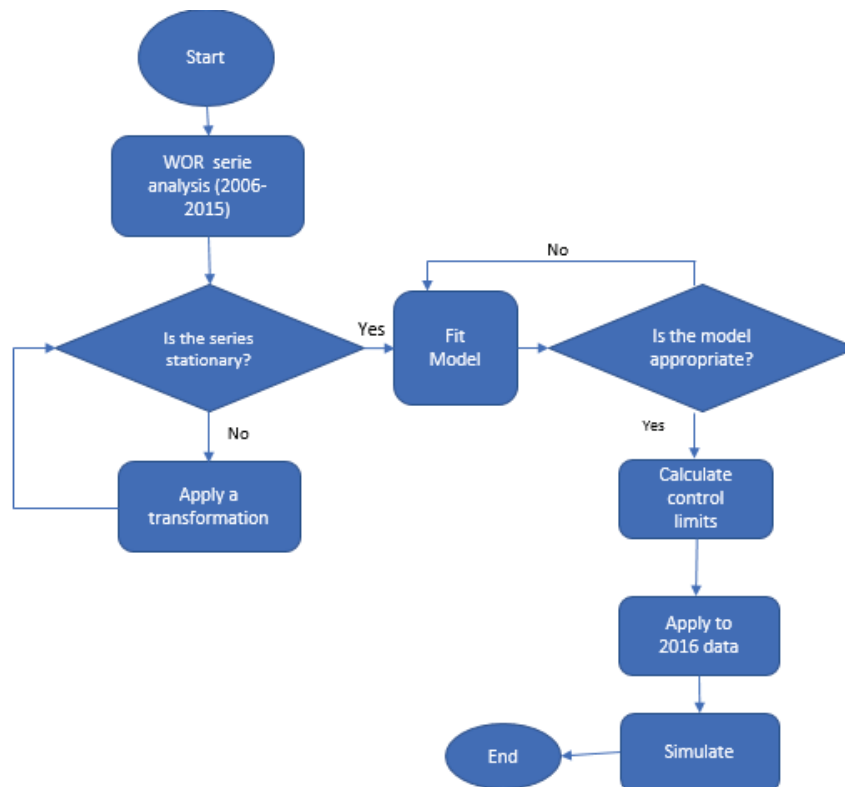 Start
WOR serie
analysis (2006-
2015)
Is the series
stationary?
Yes
No
Apply a
transformation
Fit
Model
No
Is the model
appropriate?
Yes
Calculate
control
limits
Apply to
2016 data
Simulate
End